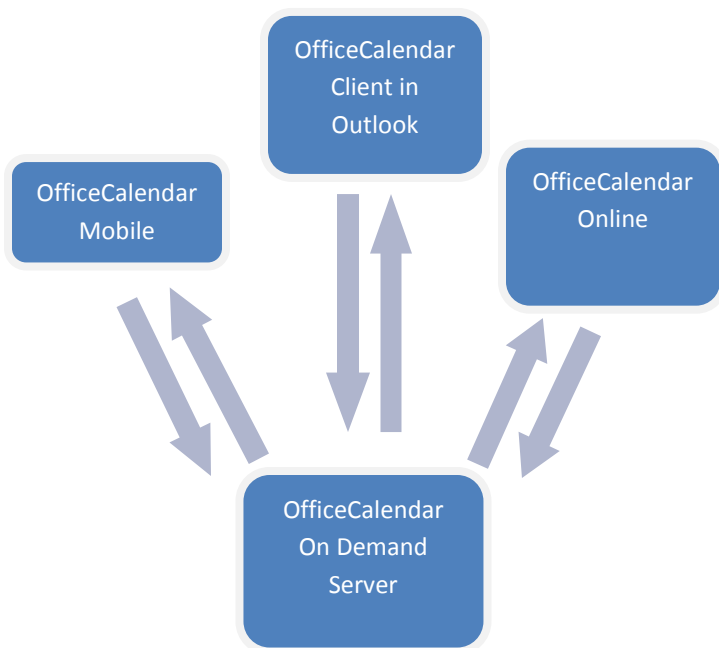 OfficeCalendar
Client in
Outlook
OfficeCalendar
Mobile
OfficeCalendar
Online
OfficeCalendar
On Demand
Server